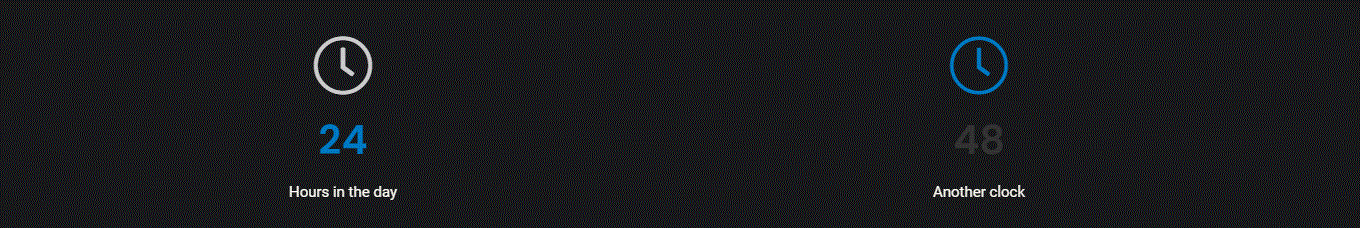 24
48
Hours in the day
Another clock